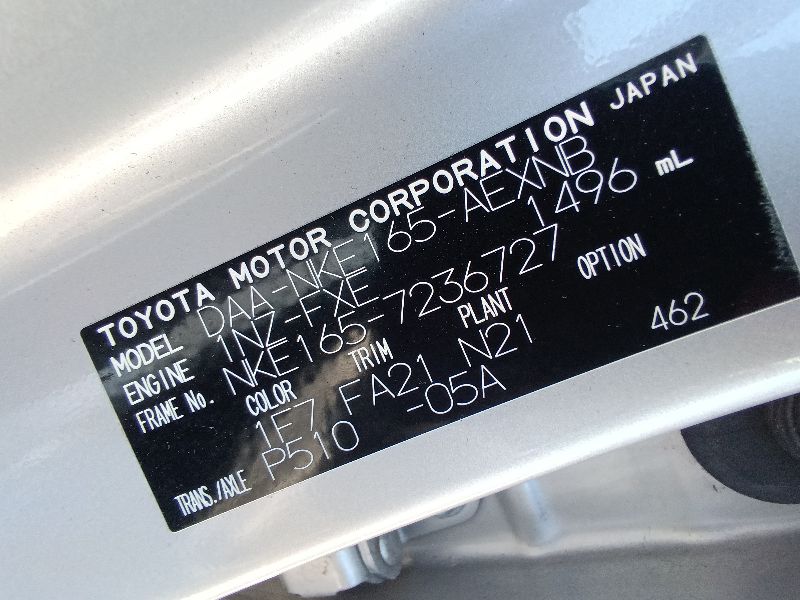 TOYOTA MOTOR CORPORATION JAPAN
MODEL DAA-NKE165-AEXNB
ENGINE 1NZ-FXE 1496 mL
FRAME No. NKE165-7236727
COLOR TRIM PLANT OPTION
1F7 FA21 N21 462
TRANS./AXLE P510 -05A